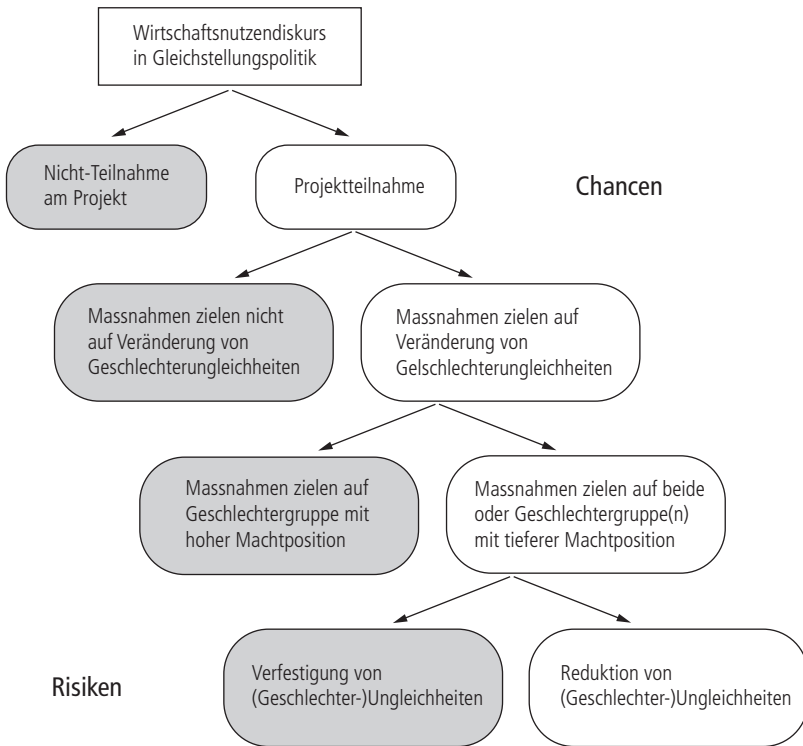 Wirtschaftsnutzendiskurs
in Gleichstellungspolitik
Nicht-Teilnahme
am Projekt
Projektteilnahme
Chancen
Massnahmen zielen nicht
auf Veränderung von
Geschlechterungleichheiten
Massnahmen zielen auf
Veränderung von
Gelschlechterungleichheiten
Massnahmen zielen auf
Geschlechtergruppe mit
hoher Machtposition
Massnahmen zielen auf beide
oder Geschlechtergruppe(n)
mit tieferer Machtposition
Risiken
Verfestigung von
(Geschlechter-)Ungleichheiten
Reduktion von
(Geschlechter-)Ungleichheiten